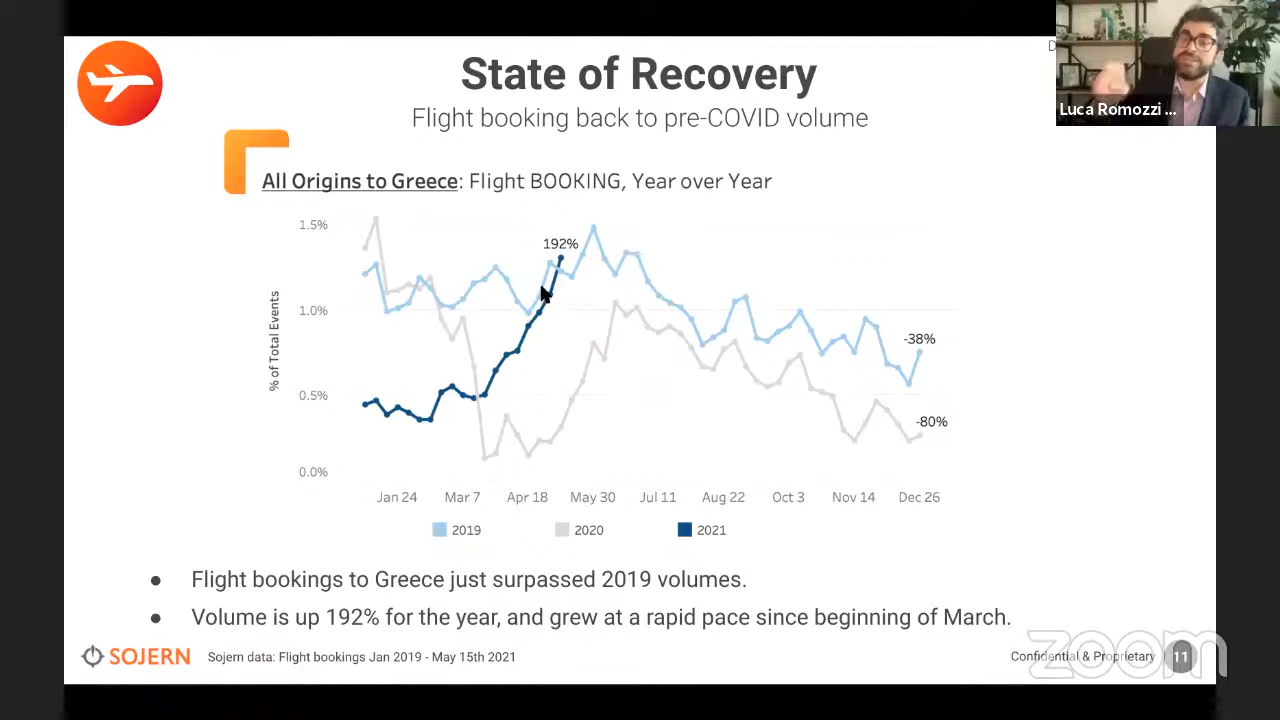 State of Recovery
D
Luca Romozzi ...
Flight booking back to pre-COVID volume
All Origins to Greece: Flight BOOKING, Year over Year
1.5%
192%
1.0%
% of Total Events
-38%
0.5%
-80%
0.0%
Jan 24 Mar 7 Apr 18 May 30 Jul 11 Aug 22 Oct 3 Nov 14 Dec 26
2019 2020 2021
● Flight bookings to Greece just surpassed 2019 volumes.
● Volume is up 192% for the year, and grew at a rapid pace since beginning of March.
SOJERN Sojern data: Flight bookings Jan 2019 - May 15th 2021 Confidential & Proprietary 11
zoom